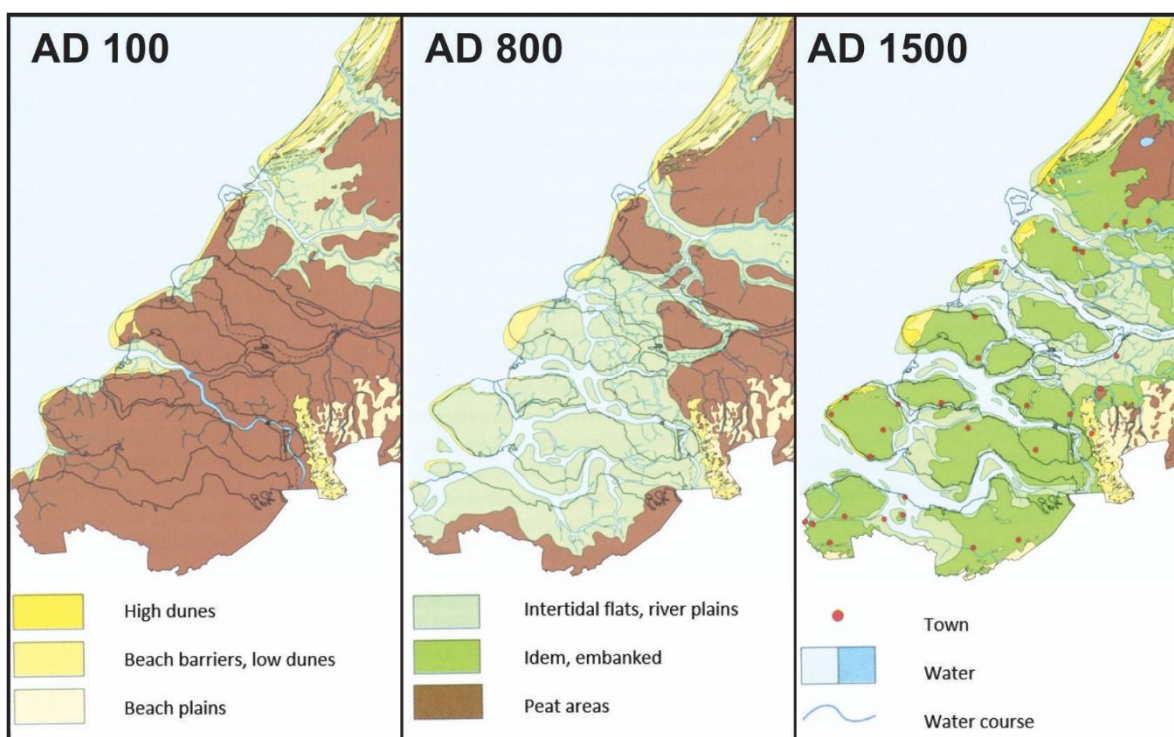 AD 100
AD 800
AD 1500
High dunes
Beach barriers, low dunes
Beach plains
Intertidal flats, river plains
Idem, embanked
Peat areas
Town
Water
Water course